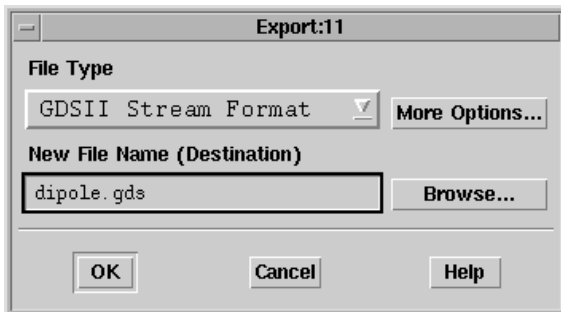 Export:11
File Type
GDSII Stream Format
More Options...
New File Name (Destination)
dipole.gds
Browse...
OK
Cancel
Help